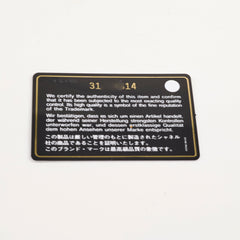 31 14
We certify the authenticity of this item and confirm
that it has been subjected to the most exacting quality
control. Its high quality is a symbol of the fine reputation
of the Trademark.
Wir bestätigen, dass es sich um einen Artikel handelt,
der während seiner Herstellung strengsten Kontrollen
unterworfen war, und dessen erstklassige Qualität
dem hohen Ansehen unserer Marke entspricht.
この製品は厳しい管理のもとに製造されたシャネル
社の商品であることを証明いたします。
このブランド・マークは最高級品質の象徴です。